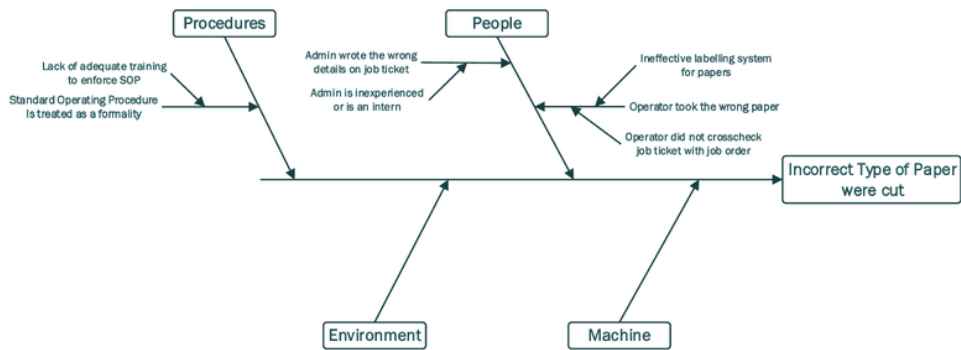 Procedures
People
Lack of adequate training
to enforce SOP
Standard Operating Procedure
Is treated as a formality
Admin wrote the wrong
details on job ticket
Admin is inexperienced
or is an intern
Ineffective labelling system
for papers
Operator took the wrong paper
Operator did not crosscheck
job ticket with job order
Incorrect Type of Paper
were cut
Environment
Machine